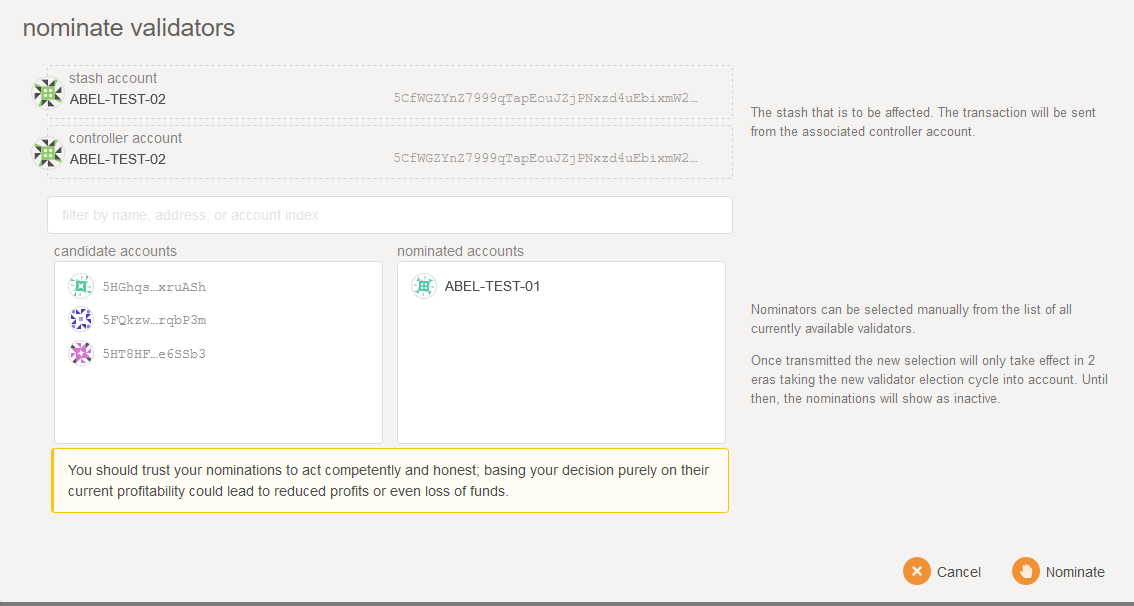 nominate validators
stash account
ABEL-TEST-02
5CfWGZYnZ7999qTapEouJZjPNxzd4uEbixmW2…
controller account
ABEL-TEST-02
5CfWGZYnZ7999qTapEouJZjPNxzd4uEbixmW2…
The stash that is to be affected. The transaction will be sent
from the associated controller account.
filter by name, address, or account index
candidate accounts
5HGhqs…xruASh
5FQkzw…rqbP3m
5HT8HF…e6SSb3
nominated accounts
ABEL-TEST-01
Nominators can be selected manually from the list of all
currently available validators.
Once transmitted the new selection will only take effect in 2
eras taking the new validator election cycle into account. Until
then, the nominations will show as inactive.
You should trust your nominations to act competently and honest; basing your decision purely on their
current profitability could lead to reduced profits or even loss of funds.
Cancel
Nominate